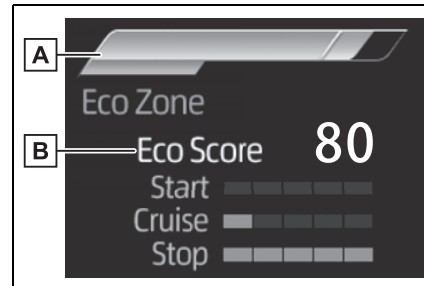 A
Eco Zone
B
Eco Score 80
Start
Cruise
Stop